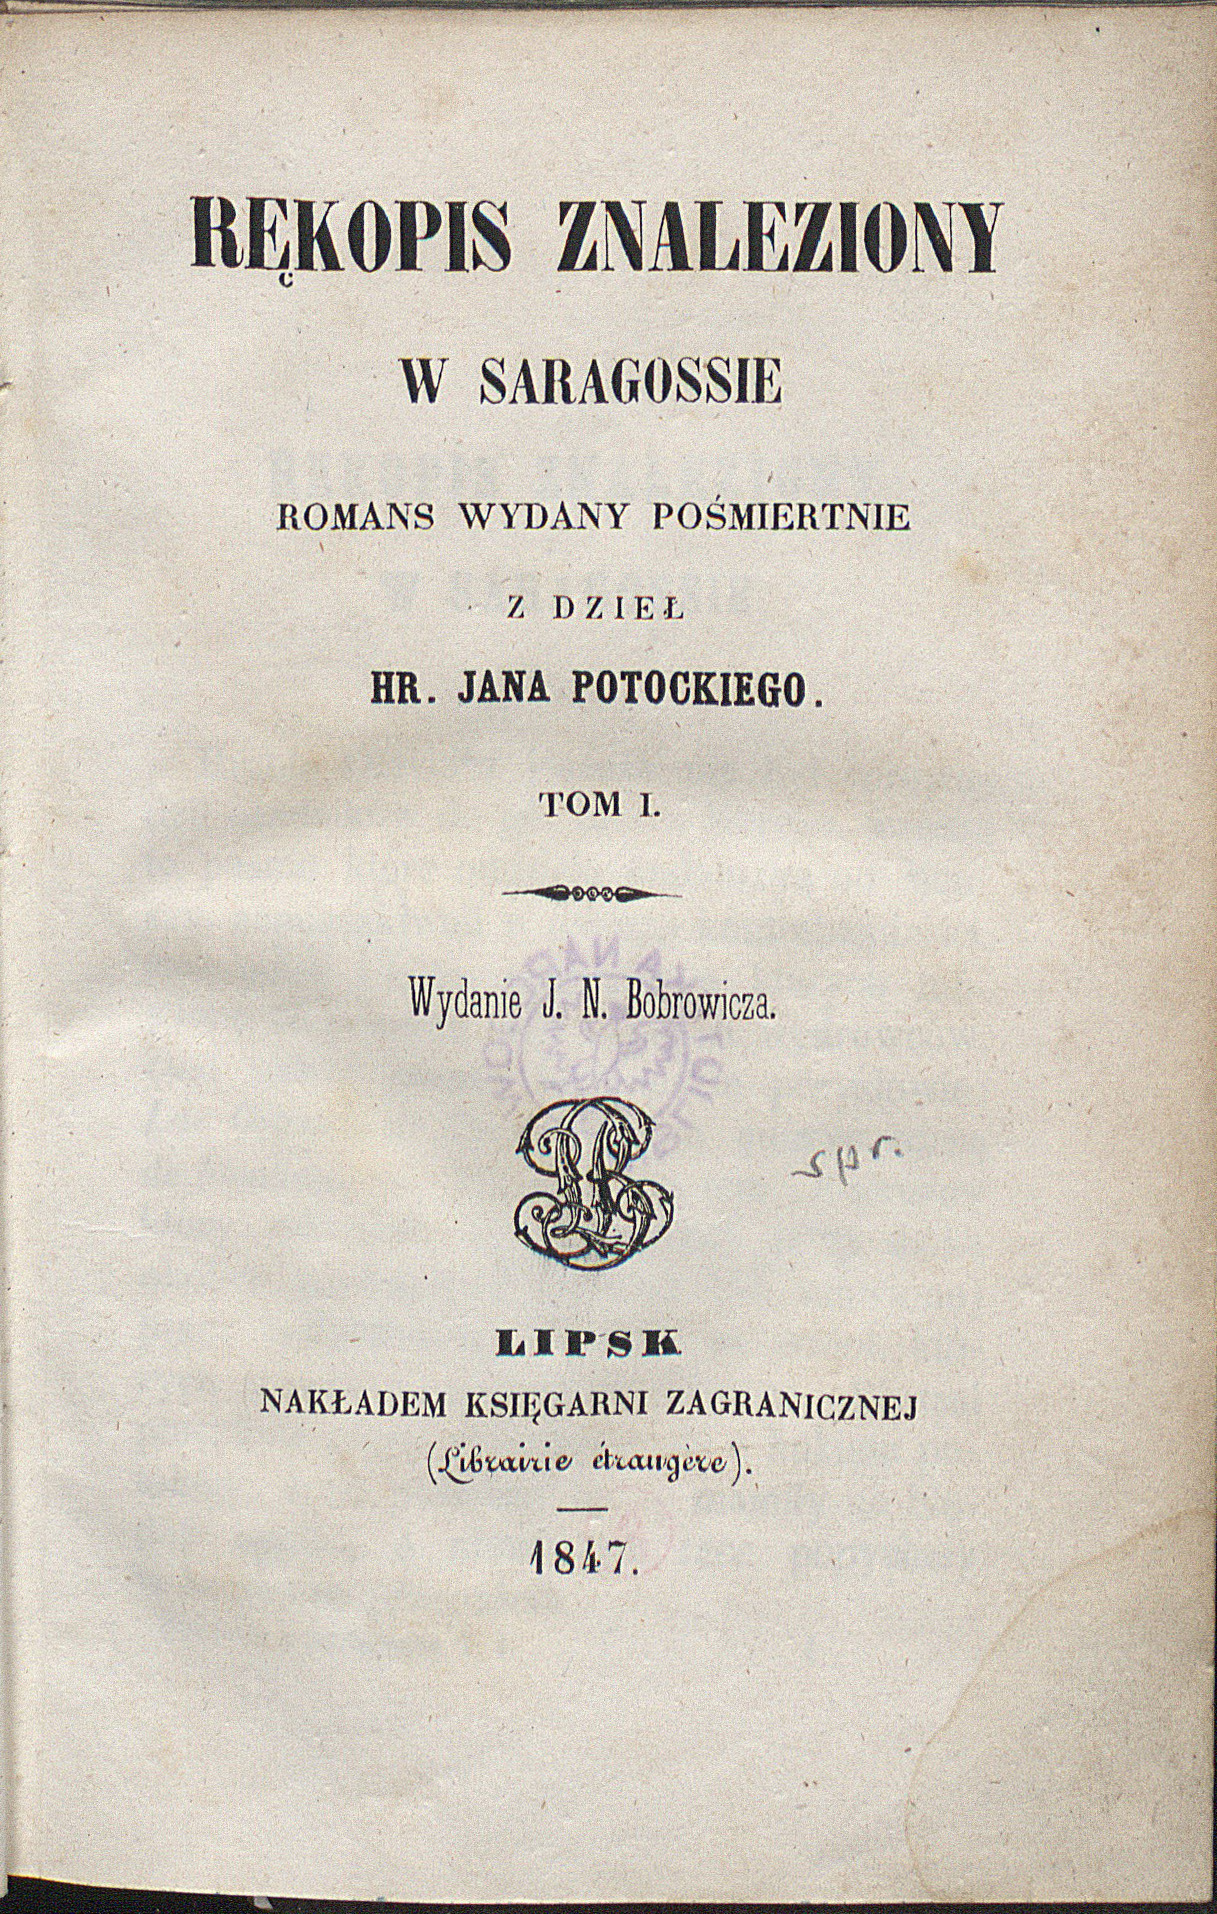 RĘKOPIS ZNALEZIONY
W SARAGOSSIE
ROMANS WYDANY POŚMIERTNIE
Z DZIEŁ
HR. JANA POTOCKIEGO.
TOM I.
Wydanie J. N. Bobrowicza.
spr.
LIPSK
NAKŁADEM KSIĘGARNI ZAGRANICZNEJ
(Librairie étrangère).
1847.